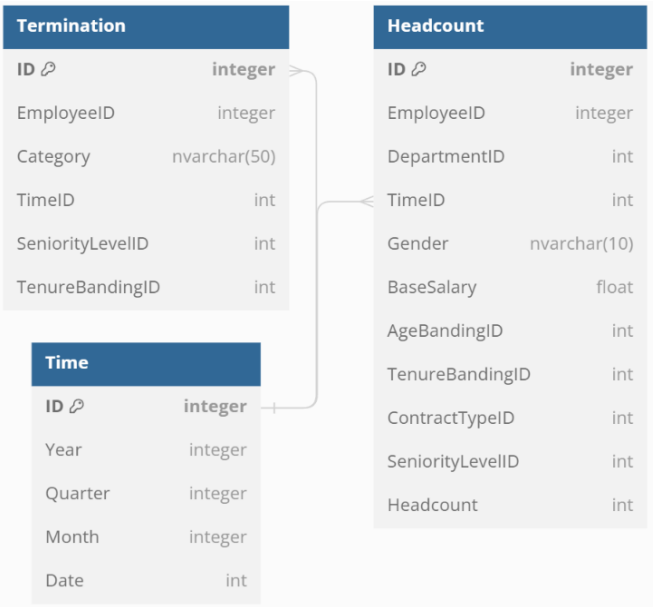 Termination
ID integer
EmployeeID integer
Category nvarchar(50)
TimeID int
SeniorityLevelID int
TenureBandingID int
Headcount
ID integer
EmployeeID integer
DepartmentID int
TimeID int
Gender nvarchar(10)
BaseSalary float
AgeBandingID int
TenureBandingID int
ContractTypeID int
SeniorityLevelID int
Headcount int
Time
ID integer
Year integer
Quarter integer
Month integer
Date int